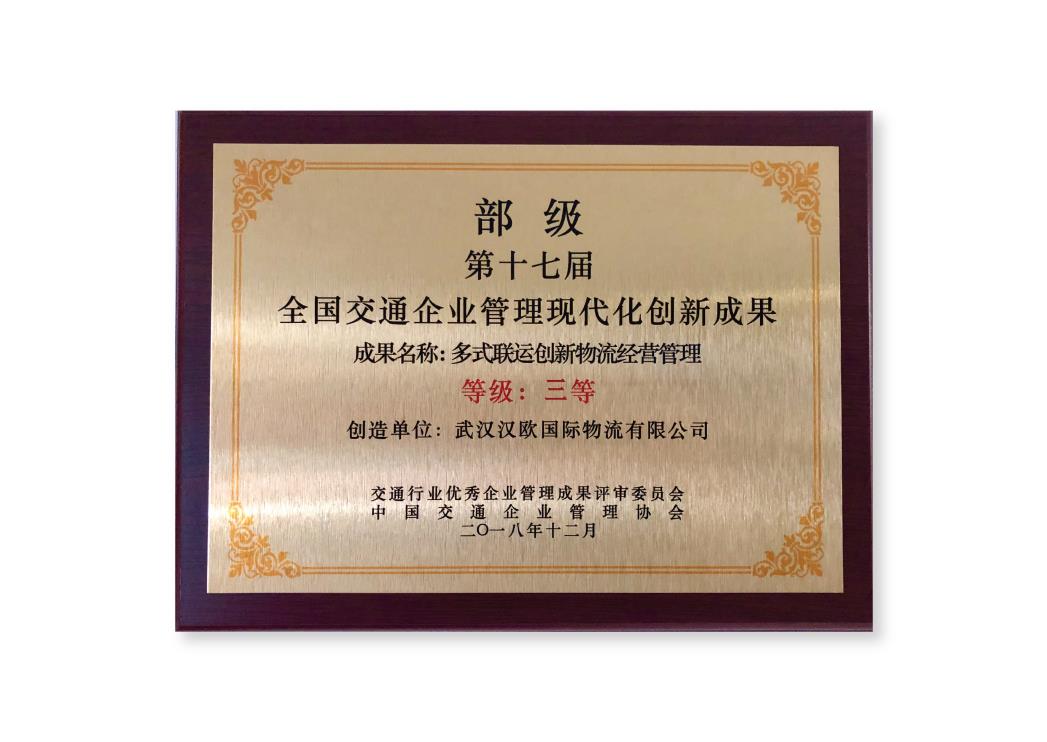 部 级
第十七届
全国交通企业管理现代化创新成果
成果名称：多式联运创新物流经营管理
等级：三等
创造单位：武汉汉欧国际物流有限公司
交通行业优秀企业管理成果评审委员会
中国交通企业管理协会
二〇一八年十二月